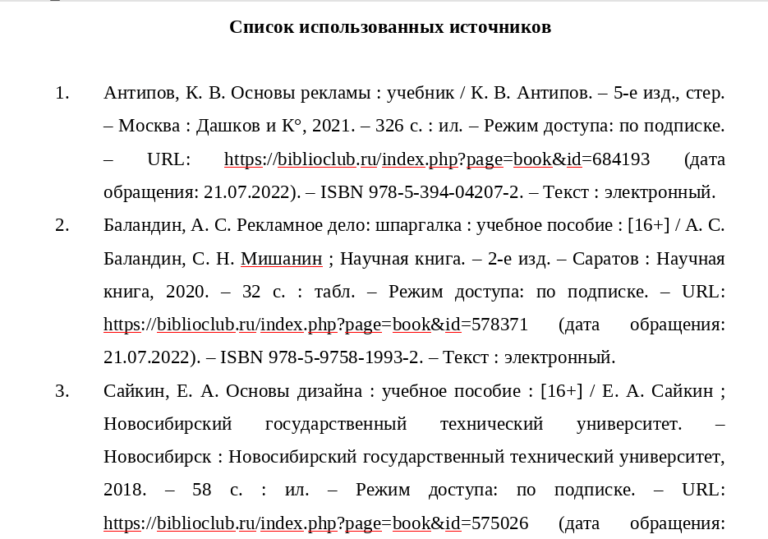 Список использованных источников
1. Антипов, К. В. Основы рекламы : учебник / К. В. Антипов. – 5-е изд., стер.
– Москва : Дашков и К°, 2021. – 326 с. : ил. – Режим доступа: по подписке.
– URL: https://biblioclub.ru/index.php?page=book&id=684193 (дата
обращения: 21.07.2022). – ISBN 978-5-394-04207-2. – Текст : электронный.
2. Баландин, А. С. Рекламное дело: шпаргалка : учебное пособие : [16+] / А. С.
Баландин, С. Н. Мишанин ; Научная книга. – 2-е изд. – Саратов : Научная
книга, 2020. – 32 с. : табл. – Режим доступа: по подписке. – URL:
https://biblioclub.ru/index.php?page=book&id=578371 (дата обращения:
21.07.2022). – ISBN 978-5-9758-1993-2. – Текст : электронный.
3. Сайкин, Е. А. Основы дизайна : учебное пособие : [16+] / Е. А. Сайкин ;
Новосибирский государственный технический университет. –
Новосибирск : Новосибирский государственный технический университет,
2018. – 58 с. : ил. – Режим доступа: по подписке. – URL:
https://biblioclub.ru/index.php?page=book&id=575026 (дата обращения: